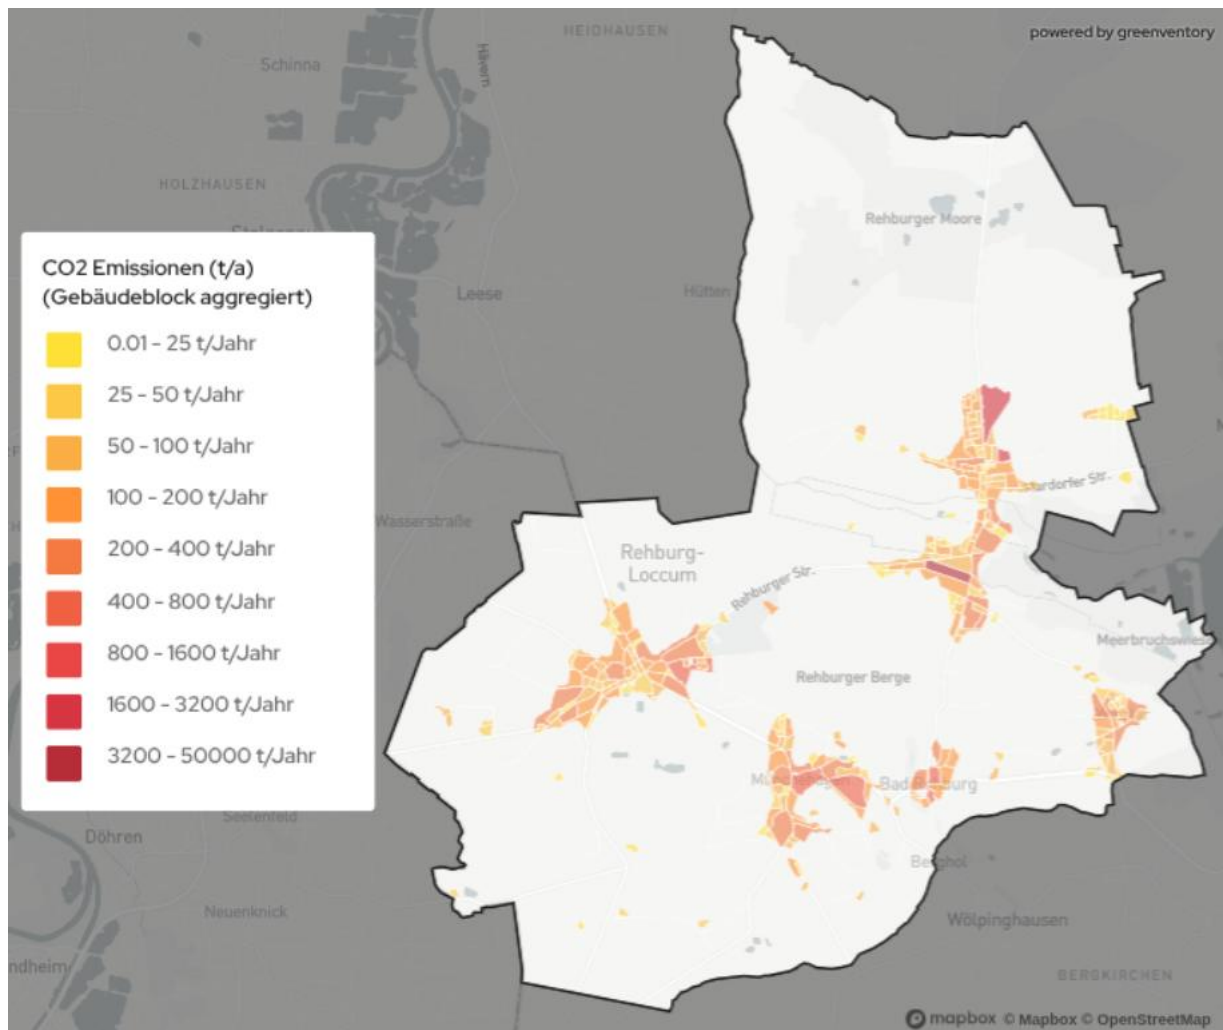 HEIDHAUSEN
powered by greenventory
Schinna
Hävern
HOLZHAUSEN
Rehburger Moore
Hütten
Leese
CO2 Emissionen (t/a)
(Gebäudeblock aggregiert)
0.01 - 25 t/Jahr
25 - 50 t/Jahr
50 - 100 t/Jahr
100 - 200 t/Jahr
200 - 400 t/Jahr
400 - 800 t/Jahr
800 - 1600 t/Jahr
1600 - 3200 t/Jahr
3200 - 50000 t/Jahr
Wasserstraße
Rehburg-
Loccum
Rehburger Str.
Rehburger Berge
Seelenfeld
Döhren
Neuenknick
ndheim
Wölpinghausen
BERGKIRCHEN
mapbox © Mapbox © OpenStreetMap